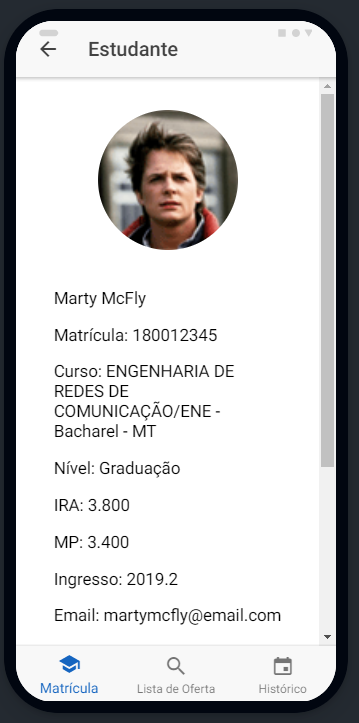 Estudante
Marty McFly
Matrícula: 180012345
Curso: ENGENHARIA DE
REDES DE
COMUNICAÇÃO/ENE -
Bacharel - MT
Nível: Graduação
IRA: 3.800
MP: 3.400
Ingresso: 2019.2
Email: martymcfly@email.com
Matrícula
Lista de Oferta
Histórico